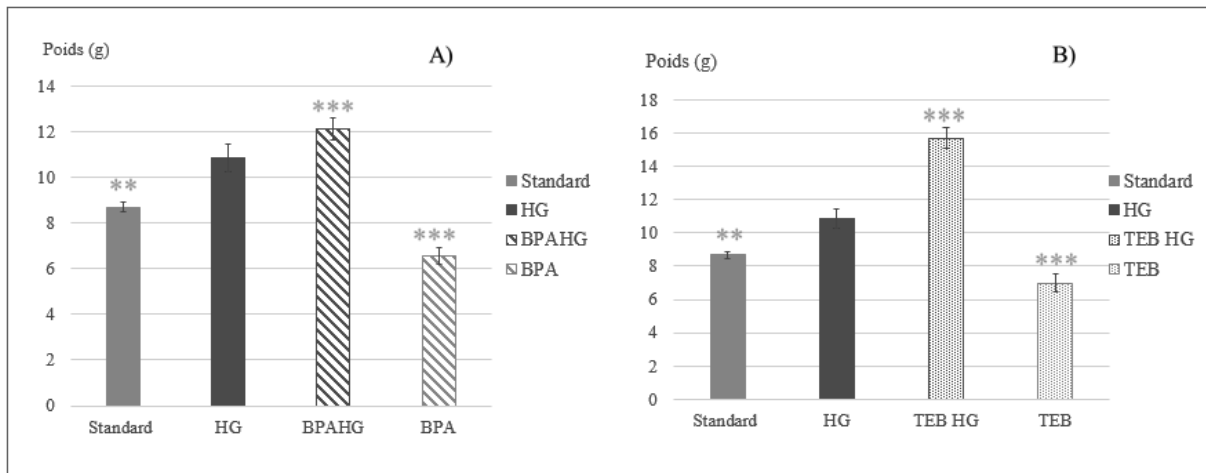 Poids (g)
A)
14
12
10
8
6
4
2
0
**
***
***
Standard
HG
BPAHG
BPA
Standard
HG
BPAHG
BPA
Poids (g)
B)
18
16
14
12
10
8
6
4
2
0
**
***
***
Standard
HG
TEB HG
TEB
Standard
HG
TEB HG
TEB